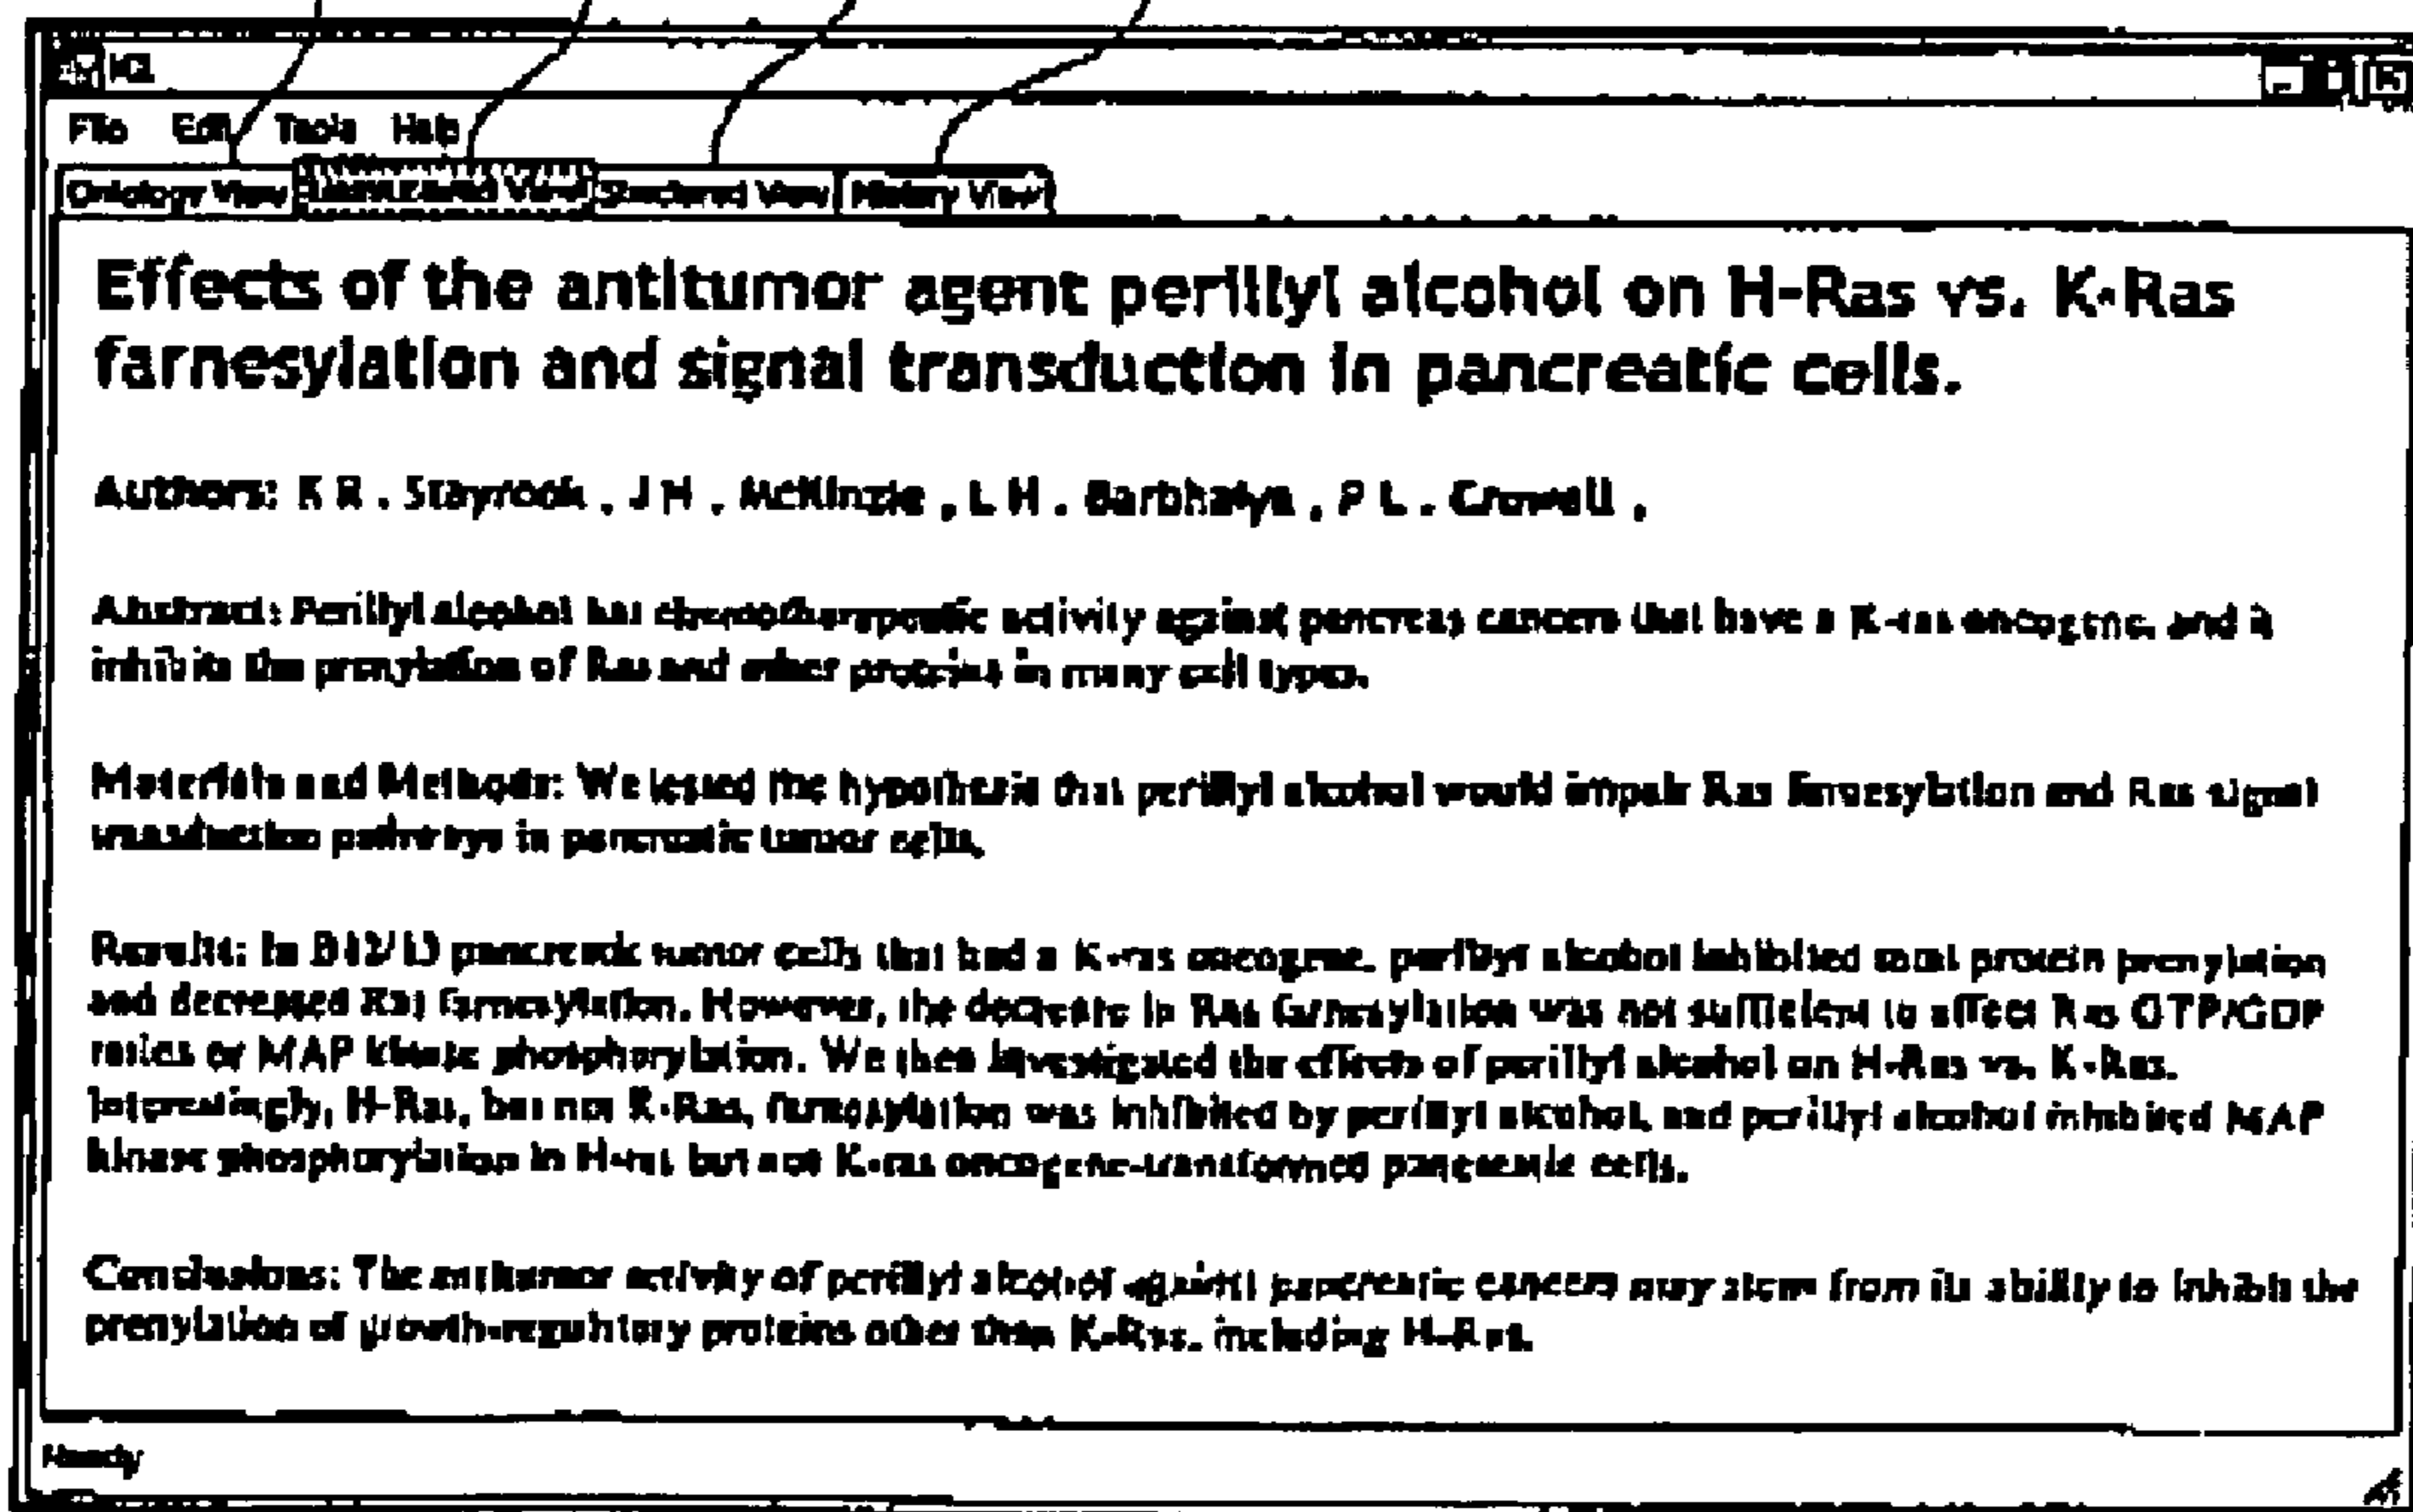 File Edit Tools Help
Ontology View View View History View
Effects of the antitumor agent perillyl alcohol on H-Ras vs. K-Ras
farnesylation and signal transduction in pancreatic cells.
Authors: K R . Stayrook , J H . McKinzie , L H . Barbhaiya , P L . Crowell ,
Abstract: Perillyl alcohol has chemotherapeutic activity against pancreas cancers that have a K-ras oncogene, and it
inhibits the prenylation of Ras and other proteins in many cell types.
Materials and Methods: We tested the hypothesis that perillyl alcohol would impair Ras farnesylation and Ras signal
transduction pathways in pancreatic tumor cells.
Results: In B12/13 pancreatic tumor cells that had a K-ras oncogene, perillyl alcohol inhibited total protein prenylation
and decreased Ras farnesylation. However, the decrease in Ras farnesylation was not sufficient to affect Ras GTP/GDP
ratios or MAP kinase phosphorylation. We then investigated the effects of perillyl alcohol on H-Ras vs. K-Ras.
Interestingly, H-Ras, but not K-Ras, farnesylation was inhibited by perillyl alcohol, and perillyl alcohol inhibited MAP
kinase phosphorylation in H-ras but not K-ras oncogene-transformed pancreatic cells.
Conclusions: The antitumor activity of perillyl alcohol against pancreatic cancers may stem from its ability to inhibit the
prenylation of growth-regulatory proteins other than K-Ras, including H-Ras.
Ready